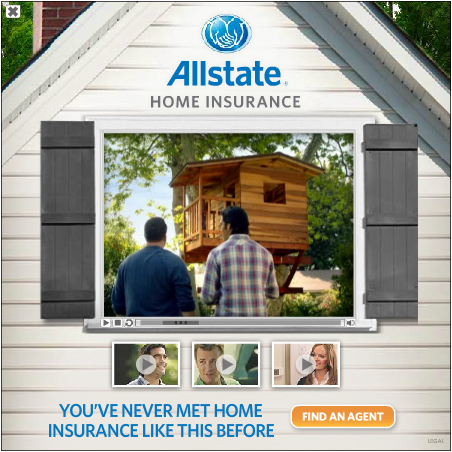 Allstate®
HOME INSURANCE
YOU'VE NEVER MET HOME
INSURANCE LIKE THIS BEFORE
FIND AN AGENT
LEGAL